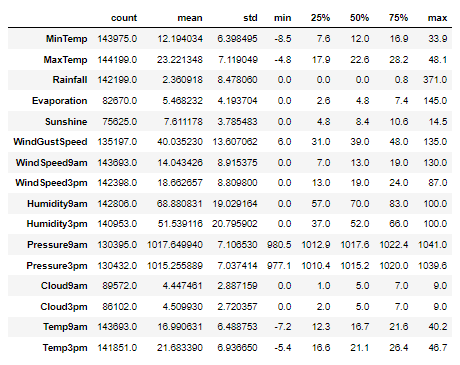 count mean std min 25% 50% 75% max
MinTemp 143975.0 12.194034 6.398495 -8.5 7.6 12.0 16.9 33.9
MaxTemp 144199.0 23.221348 7.119049 -4.8 17.9 22.6 28.2 48.1
Rainfall 142199.0 2.360918 8.478060 0.0 0.0 0.0 0.8 371.0
Evaporation 82670.0 5.468232 4.193704 0.0 2.6 4.8 7.4 145.0
Sunshine 75625.0 7.611178 3.785483 0.0 4.8 8.4 10.6 14.5
WindGustSpeed 135197.0 40.035230 13.607062 6.0 31.0 39.0 48.0 135.0
WindSpeed9am 143693.0 14.043426 8.915375 0.0 7.0 13.0 19.0 130.0
WindSpeed3pm 142398.0 18.662657 8.809800 0.0 13.0 19.0 24.0 87.0
Humidity9am 142806.0 68.880831 19.029164 0.0 57.0 70.0 83.0 100.0
Humidity3pm 140953.0 51.539116 20.795902 0.0 37.0 52.0 66.0 100.0
Pressure9am 130395.0 1017.649940 7.106530 980.5 1012.9 1017.6 1022.4 1041.0
Pressure3pm 130432.0 1015.255889 7.037414 977.1 1010.4 1015.2 1020.0 1039.6
Cloud9am 89572.0 4.447461 2.887159 0.0 1.0 5.0 7.0 9.0
Cloud3pm 86102.0 4.509930 2.720357 0.0 2.0 5.0 7.0 9.0
Temp9am 143693.0 16.990631 6.488753 -7.2 12.3 16.7 21.6 40.2
Temp3pm 141851.0 21.683390 6.936650 -5.4 16.6 21.1 26.4 46.7